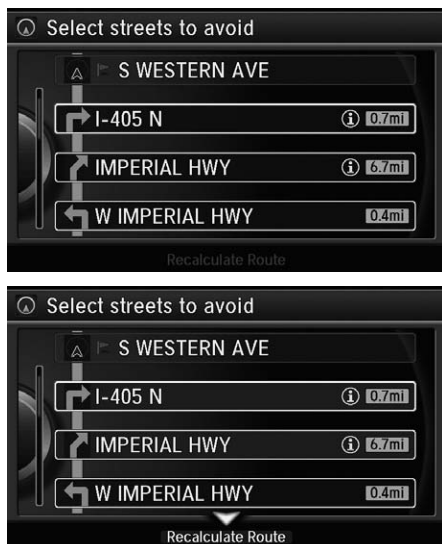 Select streets to avoid
S WESTERN AVE
I-405 N 0.7mi
IMPERIAL HWY 6.7mi
W IMPERIAL HWY 0.4mi
Recalculate Route
Select streets to avoid
S WESTERN AVE
I-405 N 0.7mi
IMPERIAL HWY 6.7mi
W IMPERIAL HWY 0.4mi
Recalculate Route